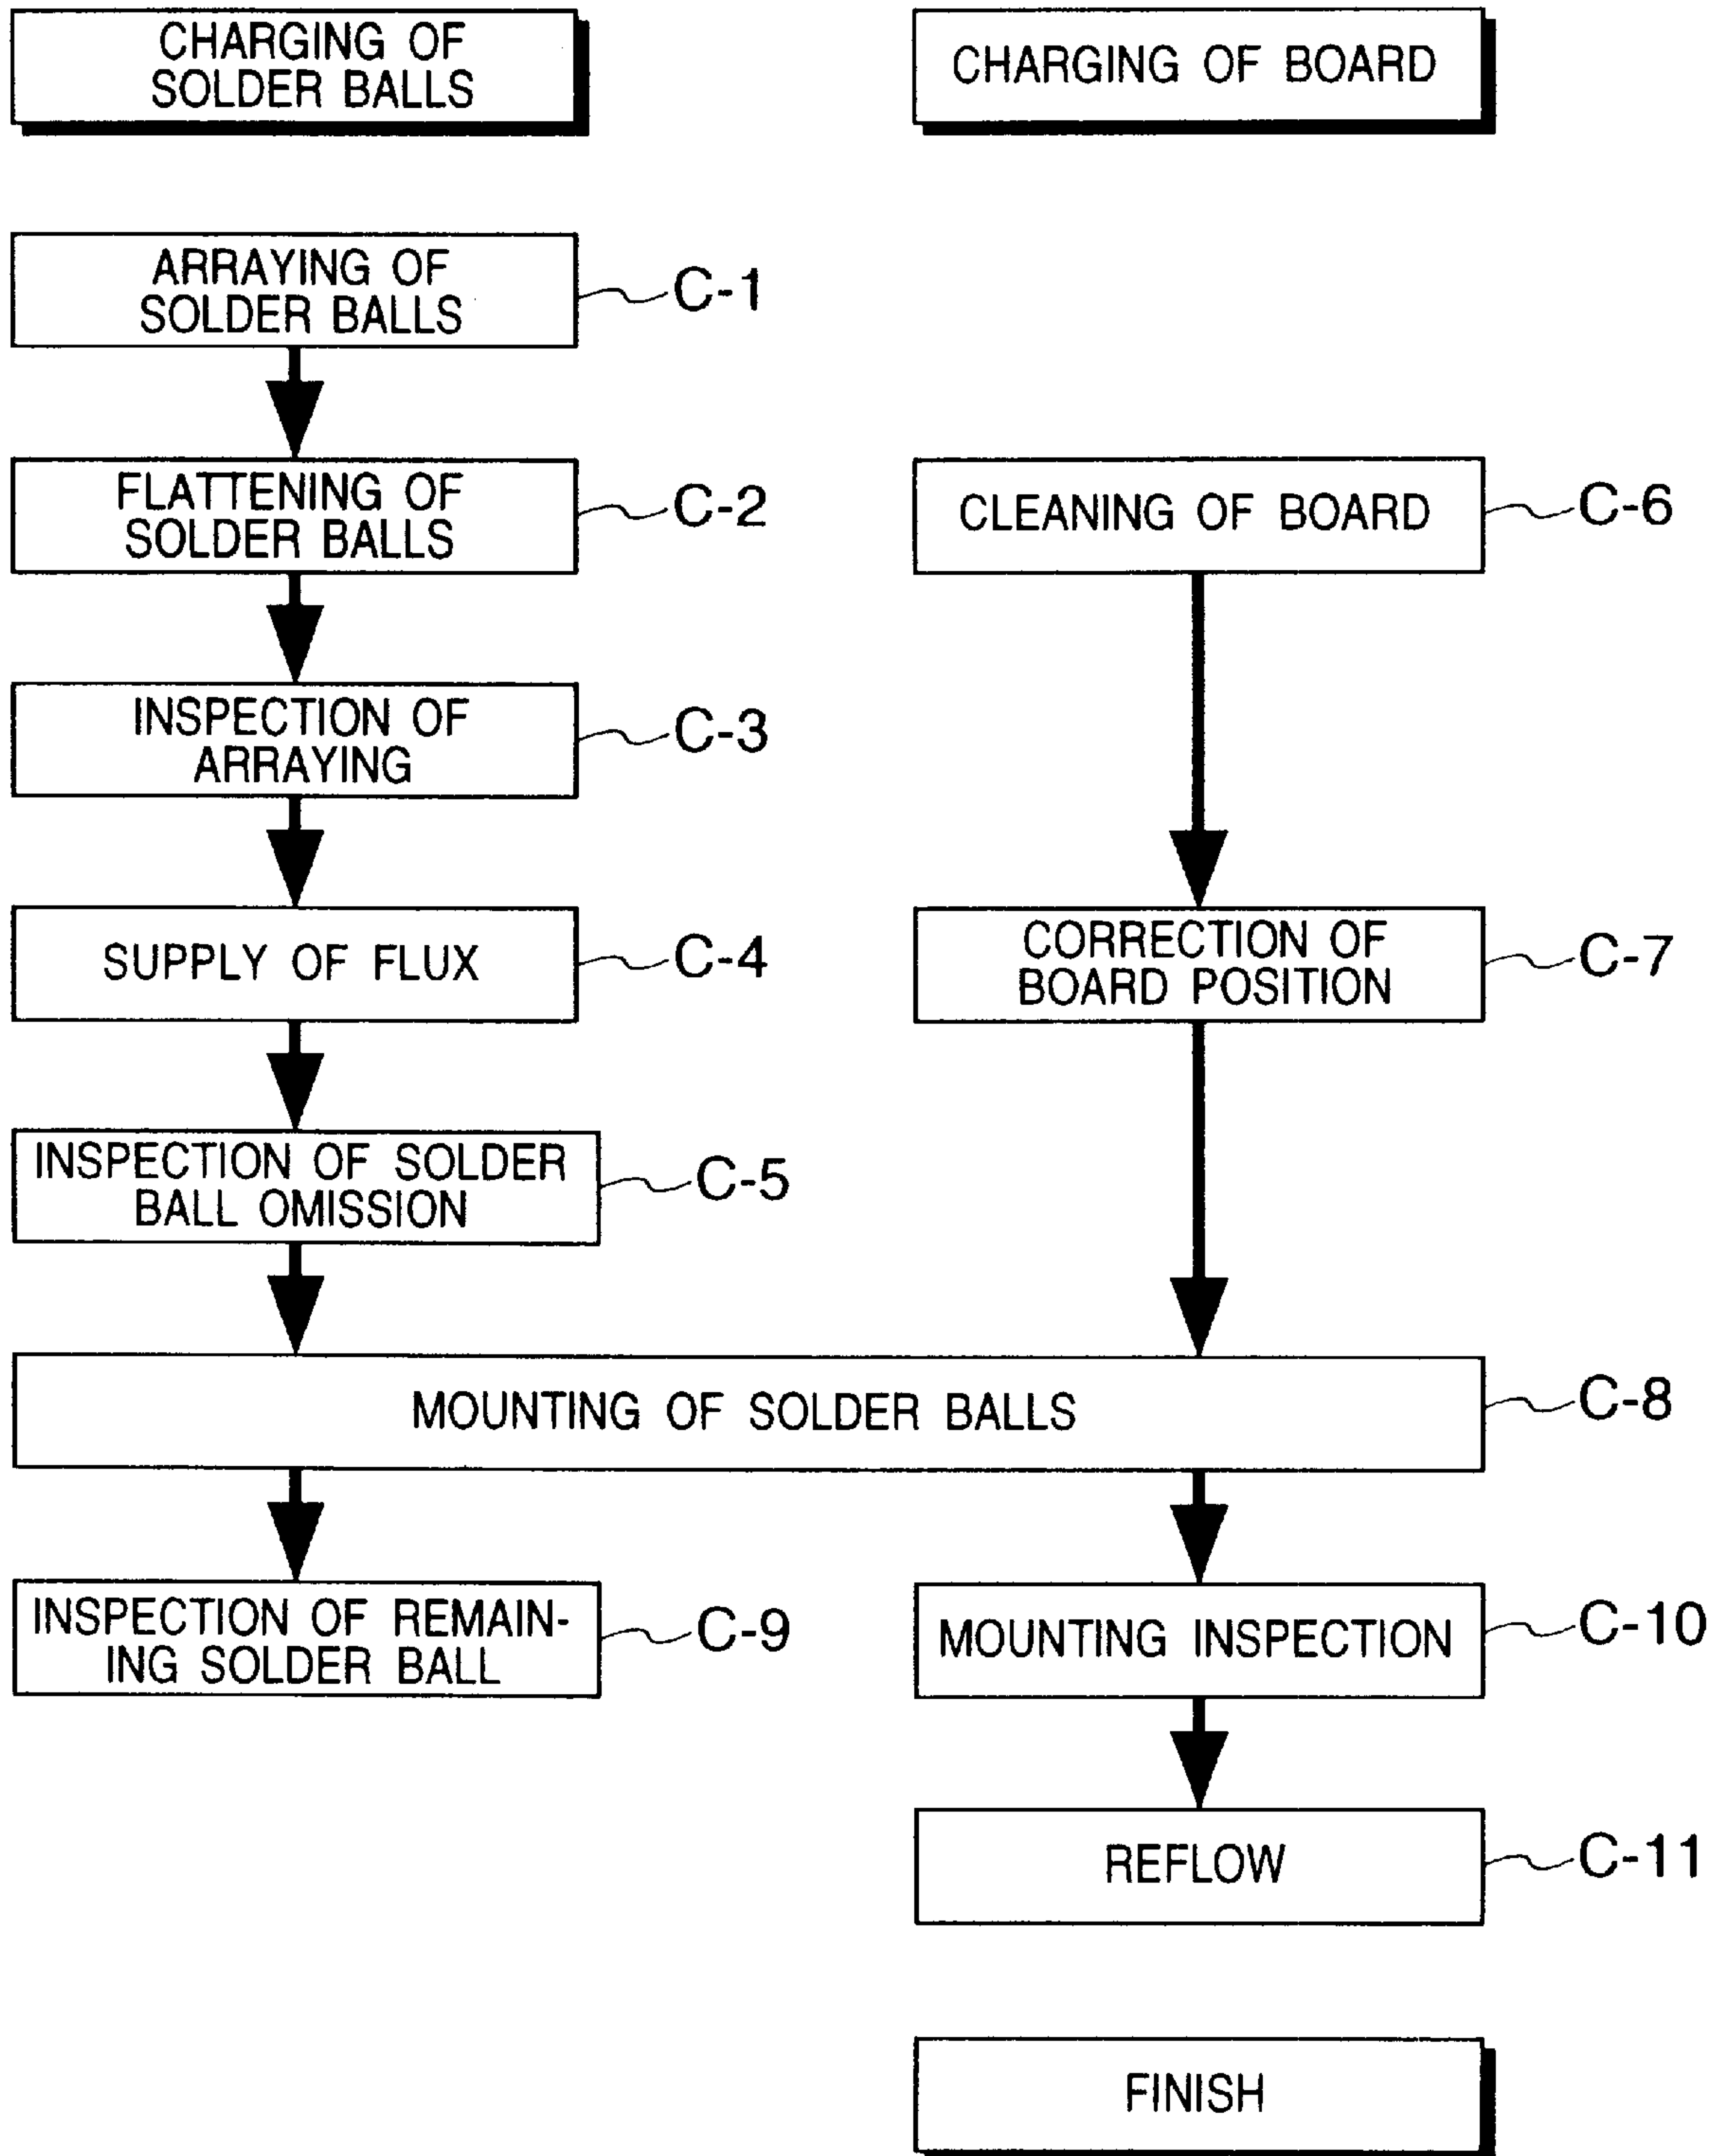 CHARGING OF
SOLDER BALLS
CHARGING OF BOARD
ARRAYING OF
SOLDER BALLS
C-1
FLATTENING OF
SOLDER BALLS
C-2
CLEANING OF BOARD
C-6
INSPECTION OF
ARRAYING
C-3
SUPPLY OF FLUX
C-4
CORRECTION OF
BOARD POSITION
C-7
INSPECTION OF SOLDER
BALL OMISSION
C-5
MOUNTING OF SOLDER BALLS
C-8
INSPECTION OF REMAIN-
ING SOLDER BALL
C-9
MOUNTING INSPECTION
C-10
REFLOW
C-11
FINISH